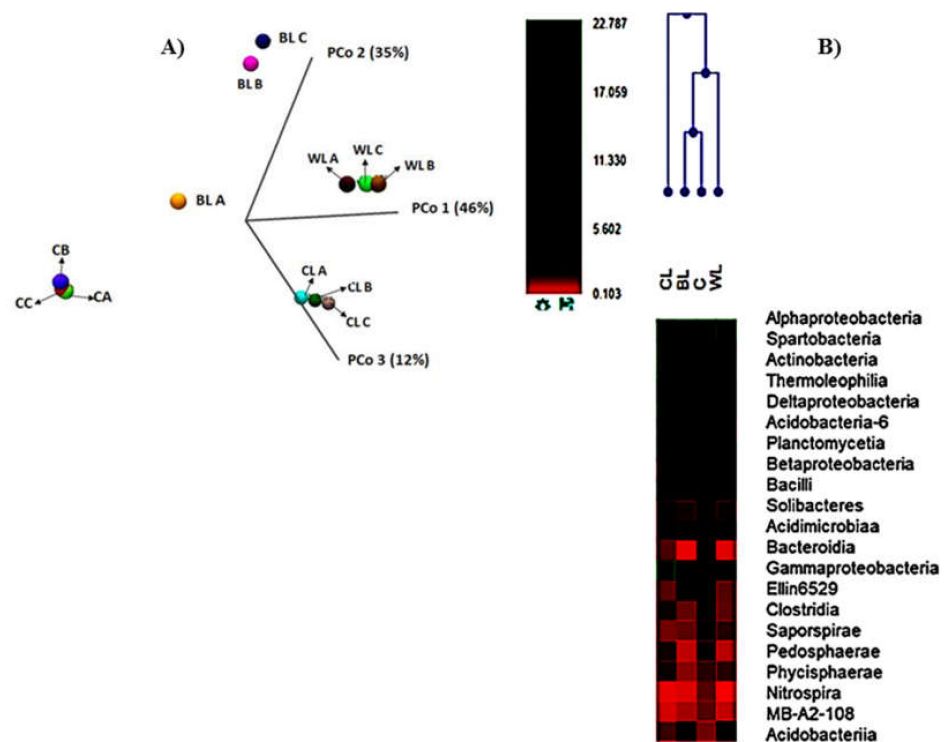 A)
BL C
BL B
PCo 2 (35%)
WL A
WL C
WL B
BL A
PCo 1 (46%)
CB
CC
CA
CL A
CL B
CL C
PCo 3 (12%)
22.787
17.059
11.330
5.602
0.103
B)
CL
BL
C
WL
Alphaproteobacteria
Spartobacteria
Actinobacteria
Thermoleophilia
Deltaproteobacteria
Acidobacteria-6
Planctomycetia
Betaproteobacteria
Bacilli
Solibacteres
Acidimicrobiaa
Bacteroidia
Gammaproteobacteria
Ellin6529
Clostridia
Saporspirae
Pedosphaerae
Phycisphaerae
Nitrospira
MB-A2-108
Acidobacteriia